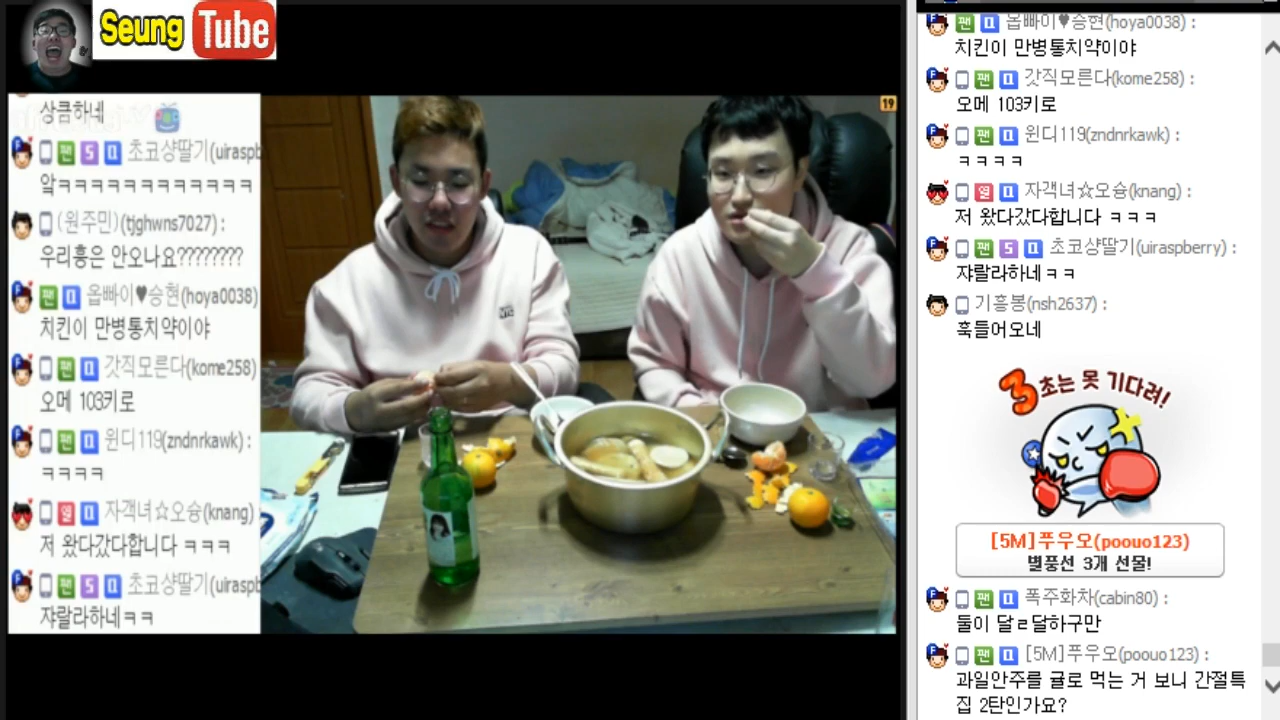 Seung Tube
상큼하네
초코샹딸기(uiraspb
앜ㅋㅋㅋㅋㅋㅋㅋㅋㅋㅋㅋㅋ
(원주민)(tjghwns7027) :
우리흥은 안오나요????????
옵빠이♥승현(hoya0038)
치킨이 만병통치약이야
갓직모른다(kome258)
오메 103키로
윈디119(zndnrkawk) :
ㅋㅋㅋㅋ
자객녀☆오슝(knang)
저 왔다갔다합니다 ㅋㅋㅋ
초코샹딸기(uiraspb
쟈랄라하네ㅋㅋ
19
NYC
옵빠이♥승현(hoya0038) :
치킨이 만병통치약이야
갓직모른다(kome258) :
오메 103키로
윈디119(zndnrkawk) :
ㅋㅋㅋㅋ
자객녀☆오슝(knang) :
저 왔다갔다합니다 ㅋㅋㅋ
초코샹딸기(uiraspberry) :
쟈랄라하네ㅋㅋ
기흥봉(nsh2637) :
훅들어오네
3초는 못 기다려!
[5M]푸우오(poouo123)
별풍선 3개 선물!
폭주화차(cabin80) :
둘이 달ㄹ달하구만
[5M]푸우오(poouo123) :
과일안주를 귤로 먹는 거 보니 간절특
집 2탄인가요?